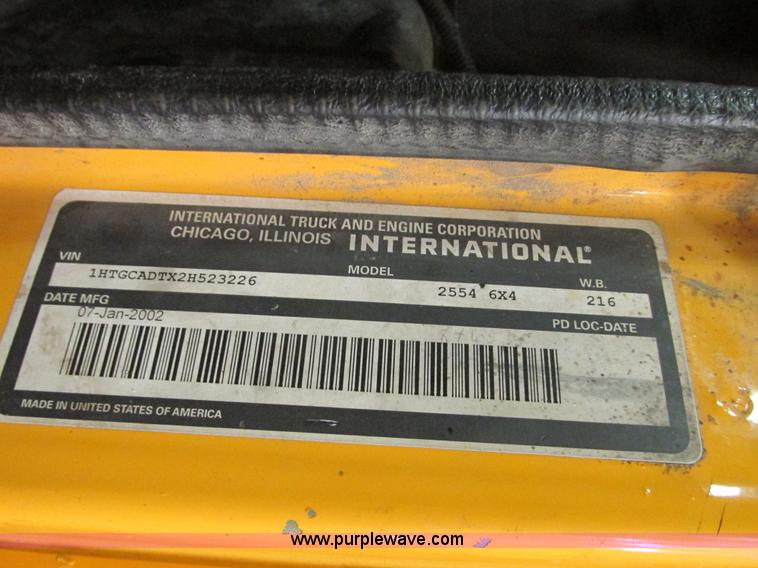 INTERNATIONAL TRUCK AND ENGINE CORPORATION
CHICAGO, ILLINOIS INTERNATIONAL®
VIN MODEL W.B.
1HTGCADTX2H523226 2554 6X4 216
DATE MFG PD LOC-DATE
07-Jan-2002
MADE IN UNITED STATES OF AMERICA
www.purplewave.com